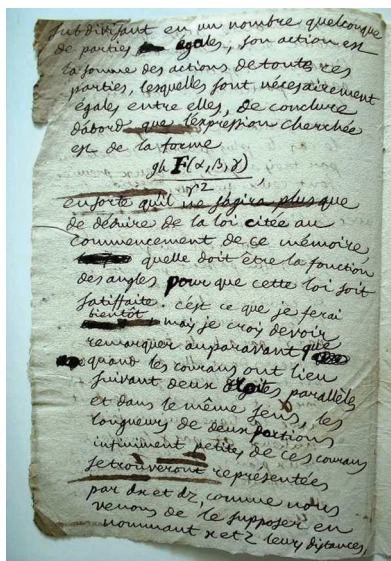 subdivisant en un nombre quelconque
de parties égales, son action est
la somme des actions de toutes ces
parties, lesquelles sont nécessairement
égales entre elles, de conclure
d'abord que l'expression cherchée
est de la forme
gh F(α, β, γ)
r2
ensorte qu'il ne s'agira plus que
de déduire de la loi citée au
commencement de ce mémoire
quelle doit être la fonction
des angles pour que cette loi soit
satisfaite. c'est ce que je ferai
bientôt
mais je crois devoir
remarquer auparavant que
quand les courans ont lieu
suivant deux droites parallèles
et dans le même sens, les
longueurs de deux portions
infiniment petites de ces courans
se trouveront représentées
par dx et dz, comme nous
venons de le supposer en
nommant x et z leurs distances